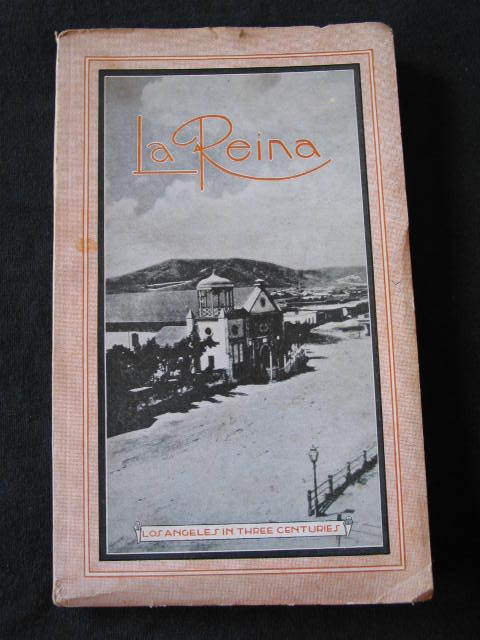 La Reina
LOS ANGELES IN THREE CENTURIES